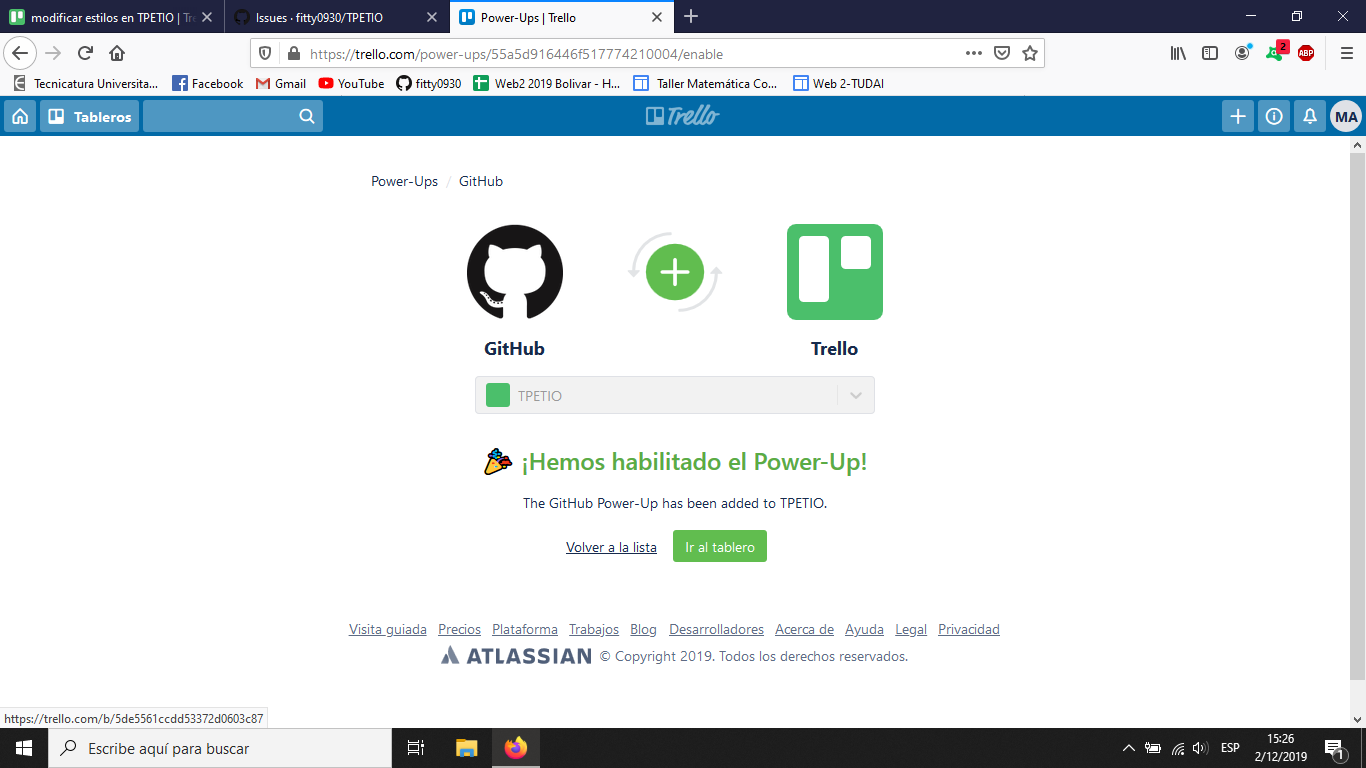 modificar estilos en TPETIO | Tre
Issues · fitty0930/TPETIO
Power-Ups | Trello
https://trello.com/power-ups/55a5d916446f517774210004/enable
2
ABP
Tecnicatura Universita...
Facebook
Gmail
YouTube
fitty0930
Web2 2019 Bolivar - H...
Taller Matemática Co...
Web 2-TUDAI
Tableros
Trello
MA
Power-Ups / GitHub
GitHub
Trello
TPETIO
¡Hemos habilitado el Power-Up!
The GitHub Power-Up has been added to TPETIO.
Volver a la lista
Ir al tablero
Visita guiada Precios Plataforma Trabajos Blog Desarrolladores Acerca de Ayuda Legal Privacidad
ATLASSIAN © Copyright 2019. Todos los derechos reservados.
https://trello.com/b/5de5561ccdd53372d0603c87
Escribe aquí para buscar
ESP
15:26
2/12/2019
1